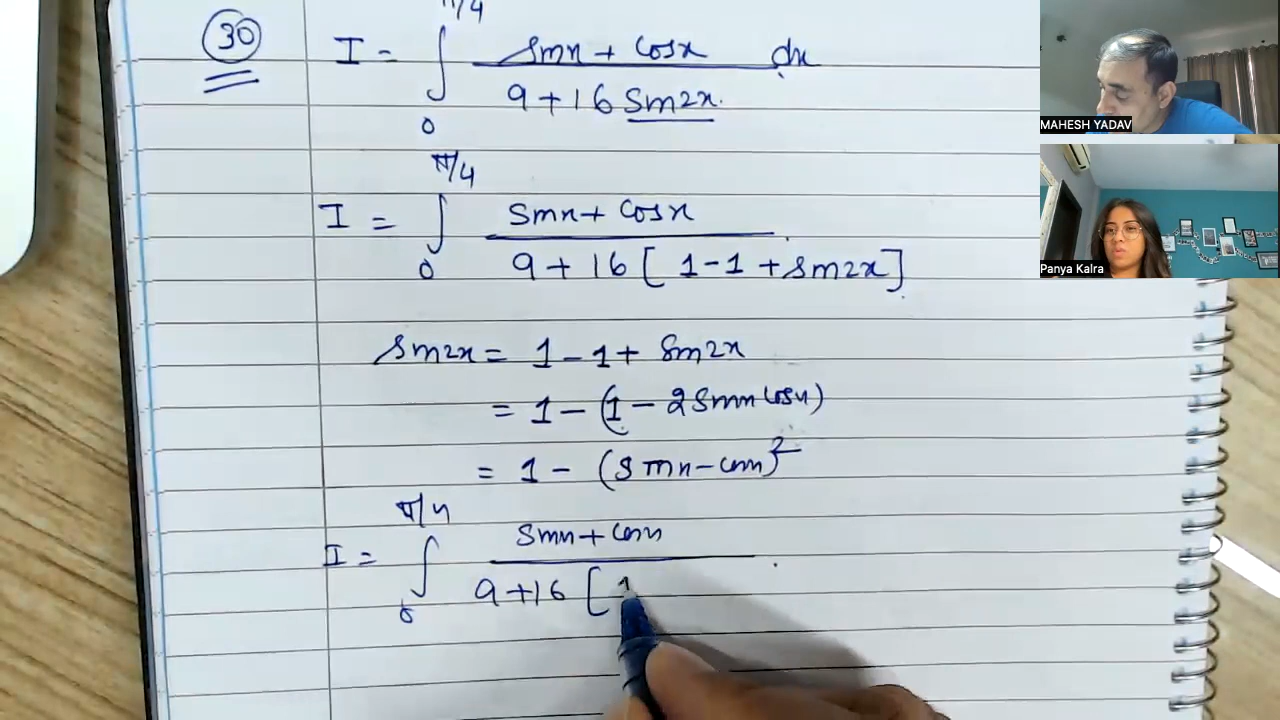 30
I = ∫₀^π/4 sinx + cosx / 9 + 16 sin2x dx
I = ∫₀^π/4 sinx + cosx / 9 + 16 [ 1 - 1 + sin2x ]
sin2x = 1 - 1 + sin2x
= 1 - (1 - 2sinx cosx)
= 1 - (sinx - cosx)²
I = ∫₀^π/4 sinx + cosx / 9 + 16 [ 1
MAHESH YADAV
Panya Kalra